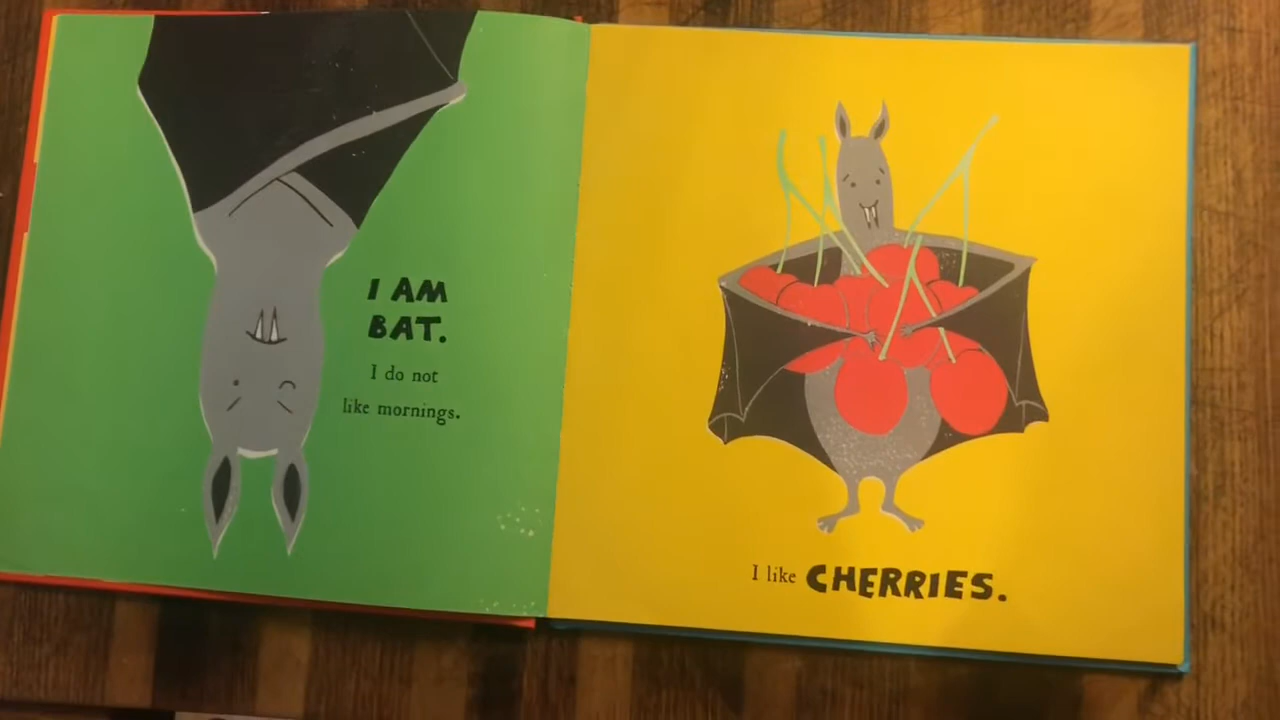 I AM
BAT.
I do not
like mornings.
I like CHERRIES.